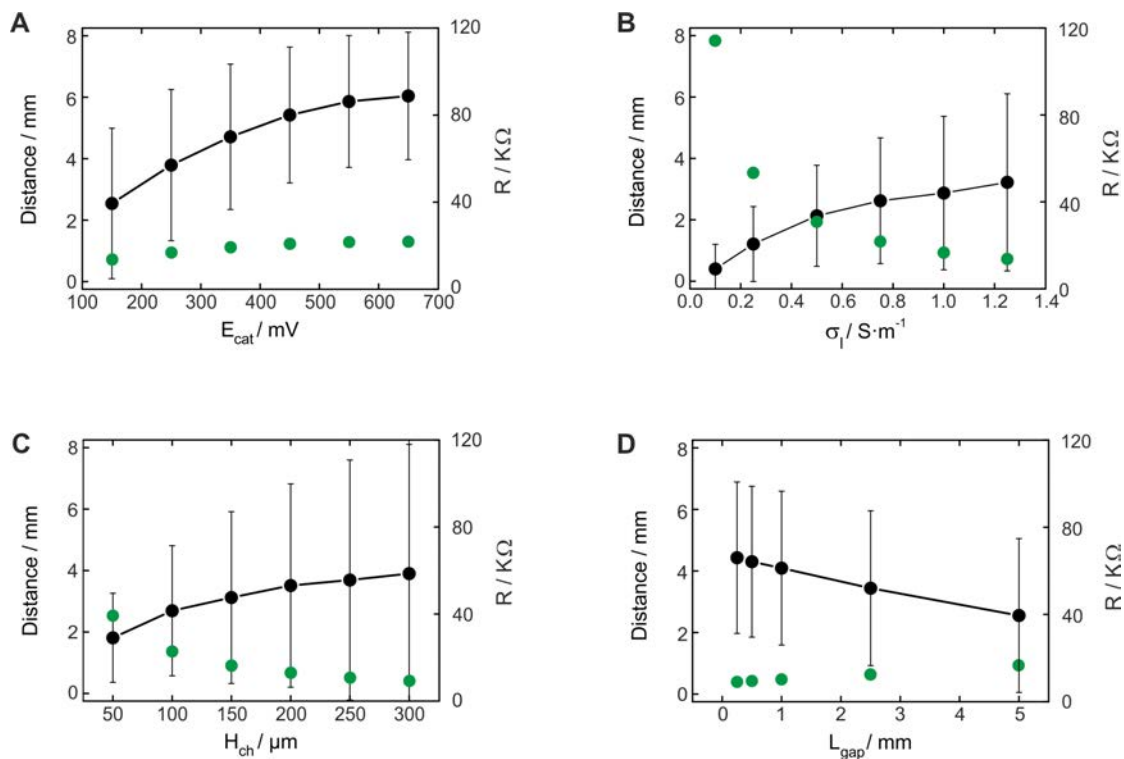 A
Distance / mm
8
6
4
2
0
120
80
40
0
R / KΩ
100 200 300 400 500 600 700
E_cat / mV
B
Distance / mm
8
6
4
2
0
120
80
40
0
R / KΩ
0.0 0.2 0.4 0.6 0.8 1.0 1.2 1.4
σ_l / S·m⁻¹
C
Distance / mm
8
6
4
2
0
120
80
40
0
R / KΩ
50 100 150 200 250 300
H_ch / µm
D
Distance / mm
8
6
4
2
0
120
80
40
0
R / KΩ
0 1 2 3 4 5
L_gap / mm